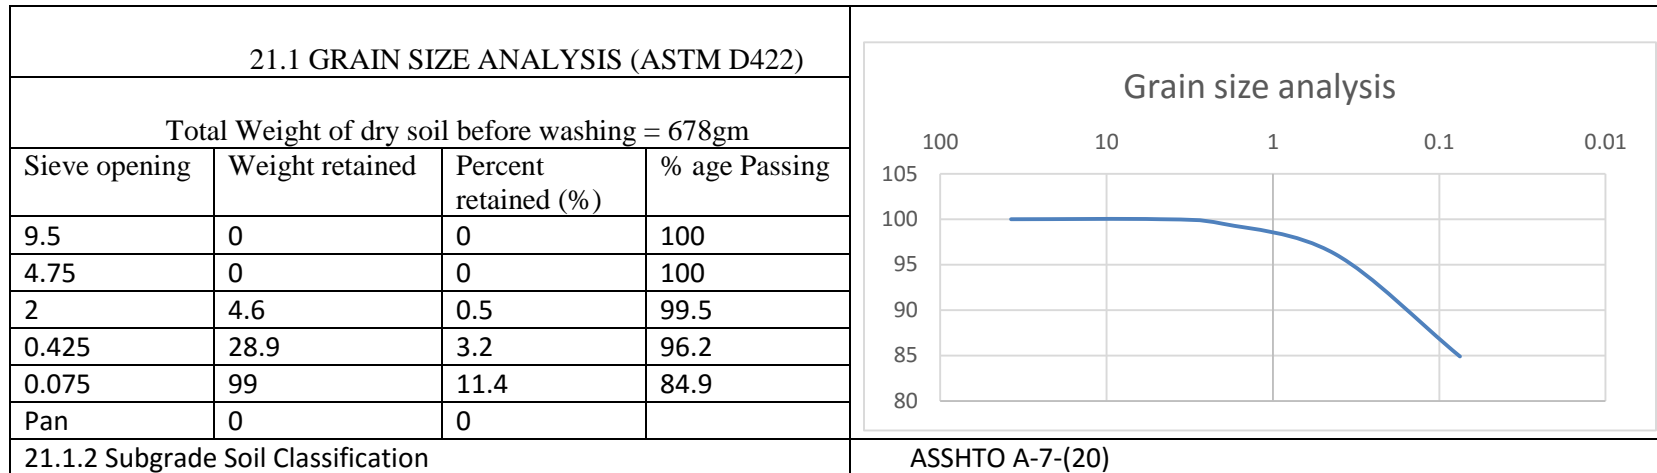 21.1 GRAIN SIZE ANALYSIS (ASTM D422)
Total Weight of dry soil before washing = 678gm
Sieve opening Weight retained Percent retained (%) % age Passing
9.5 0 0 100
4.75 0 0 100
2 4.6 0.5 99.5
0.425 28.9 3.2 96.2
0.075 99 11.4 84.9
Pan 0 0
Grain size analysis
100 10 1 0.1 0.01
105
100
95
90
85
80
21.1.2 Subgrade Soil Classification
ASSHTO A-7-(20)